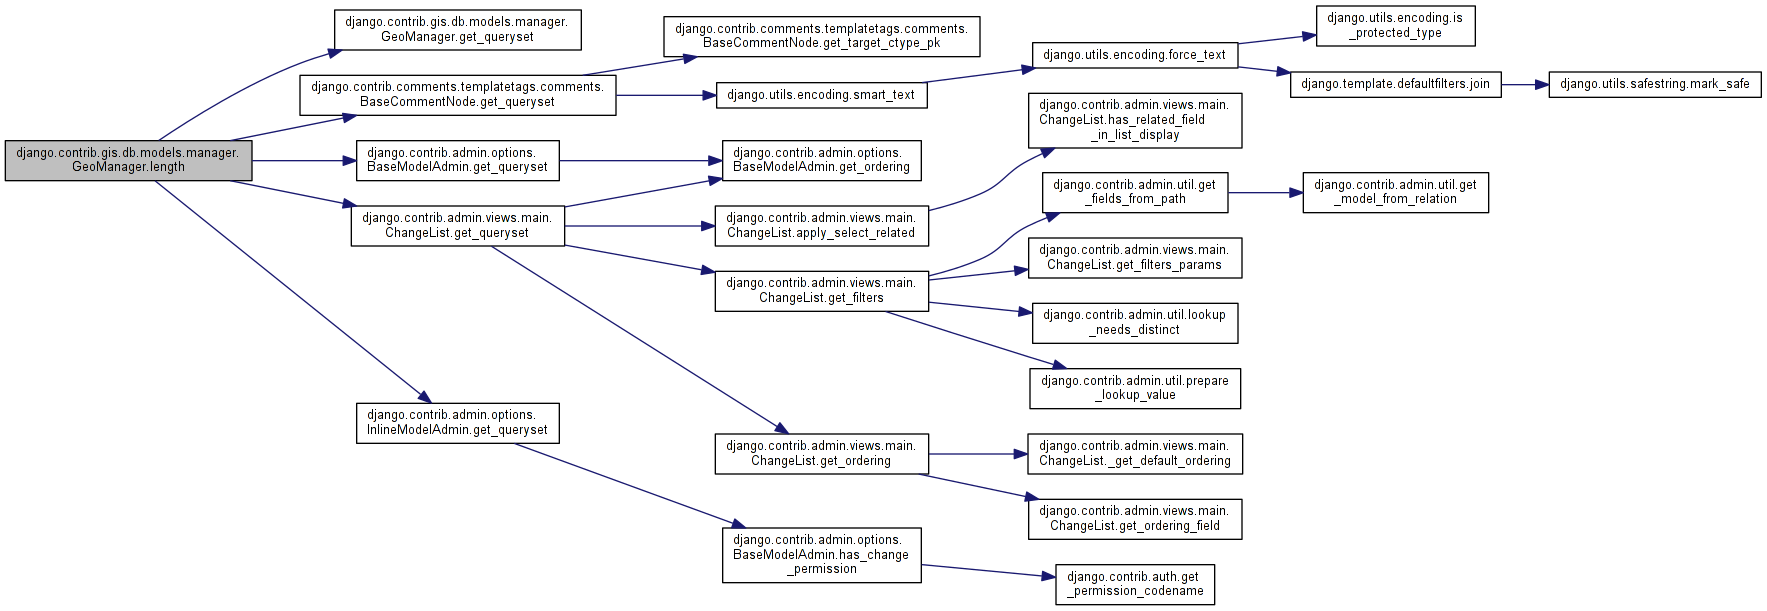 django.contrib.gis.db.models.manager.
GeoManager.length
django.contrib.gis.db.models.manager.
GeoManager.get_queryset
django.contrib.comments.templatetags.comments.
BaseCommentNode.get_queryset
django.contrib.admin.options.
BaseModelAdmin.get_queryset
django.contrib.admin.views.main.
ChangeList.get_queryset
django.contrib.admin.options.
InlineModelAdmin.get_queryset
django.contrib.comments.templatetags.comments.
BaseCommentNode.get_target_ctype_pk
django.utils.encoding.smart_text
django.contrib.admin.options.
BaseModelAdmin.get_ordering
django.contrib.admin.views.main.
ChangeList.apply_select_related
django.contrib.admin.views.main.
ChangeList.get_filters
django.contrib.admin.views.main.
ChangeList.get_ordering
django.contrib.admin.options.
BaseModelAdmin.has_change
_permission
django.utils.encoding.force_text
django.contrib.admin.views.main.
ChangeList.has_related_field
_in_list_display
django.contrib.admin.util.get
_fields_from_path
django.contrib.admin.views.main.
ChangeList.get_filters_params
django.contrib.admin.util.lookup
_needs_distinct
django.contrib.admin.util.prepare
_lookup_value
django.contrib.admin.views.main.
ChangeList._get_default_ordering
django.contrib.admin.views.main.
ChangeList.get_ordering_field
django.contrib.auth.get
_permission_codename
django.utils.encoding.is
_protected_type
django.template.defaultfilters.join
django.contrib.admin.util.get
_model_from_relation
django.utils.safestring.mark_safe